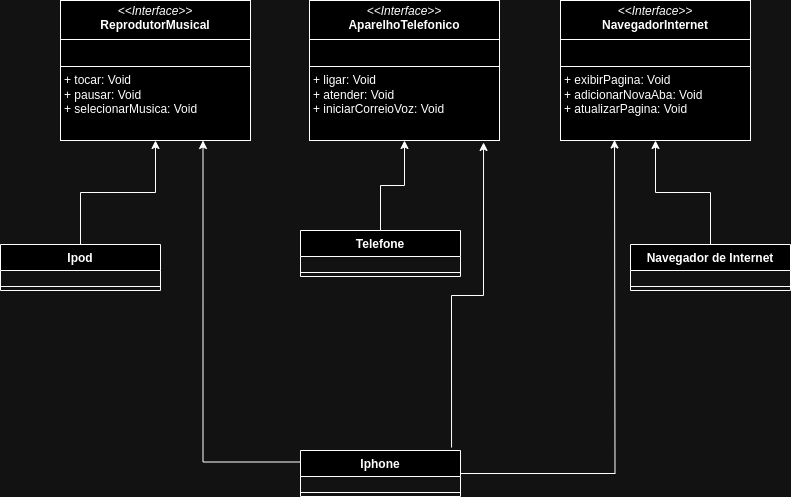 <<Interface>>
ReprodutorMusical
+ tocar: Void
+ pausar: Void
+ selecionarMusica: Void
<<Interface>>
AparelhoTelefonico
+ ligar: Void
+ atender: Void
+ iniciarCorreioVoz: Void
<<Interface>>
NavegadorInternet
+ exibirPagina: Void
+ adicionarNovaAba: Void
+ atualizarPagina: Void
Ipod
Telefone
Navegador de Internet
Iphone